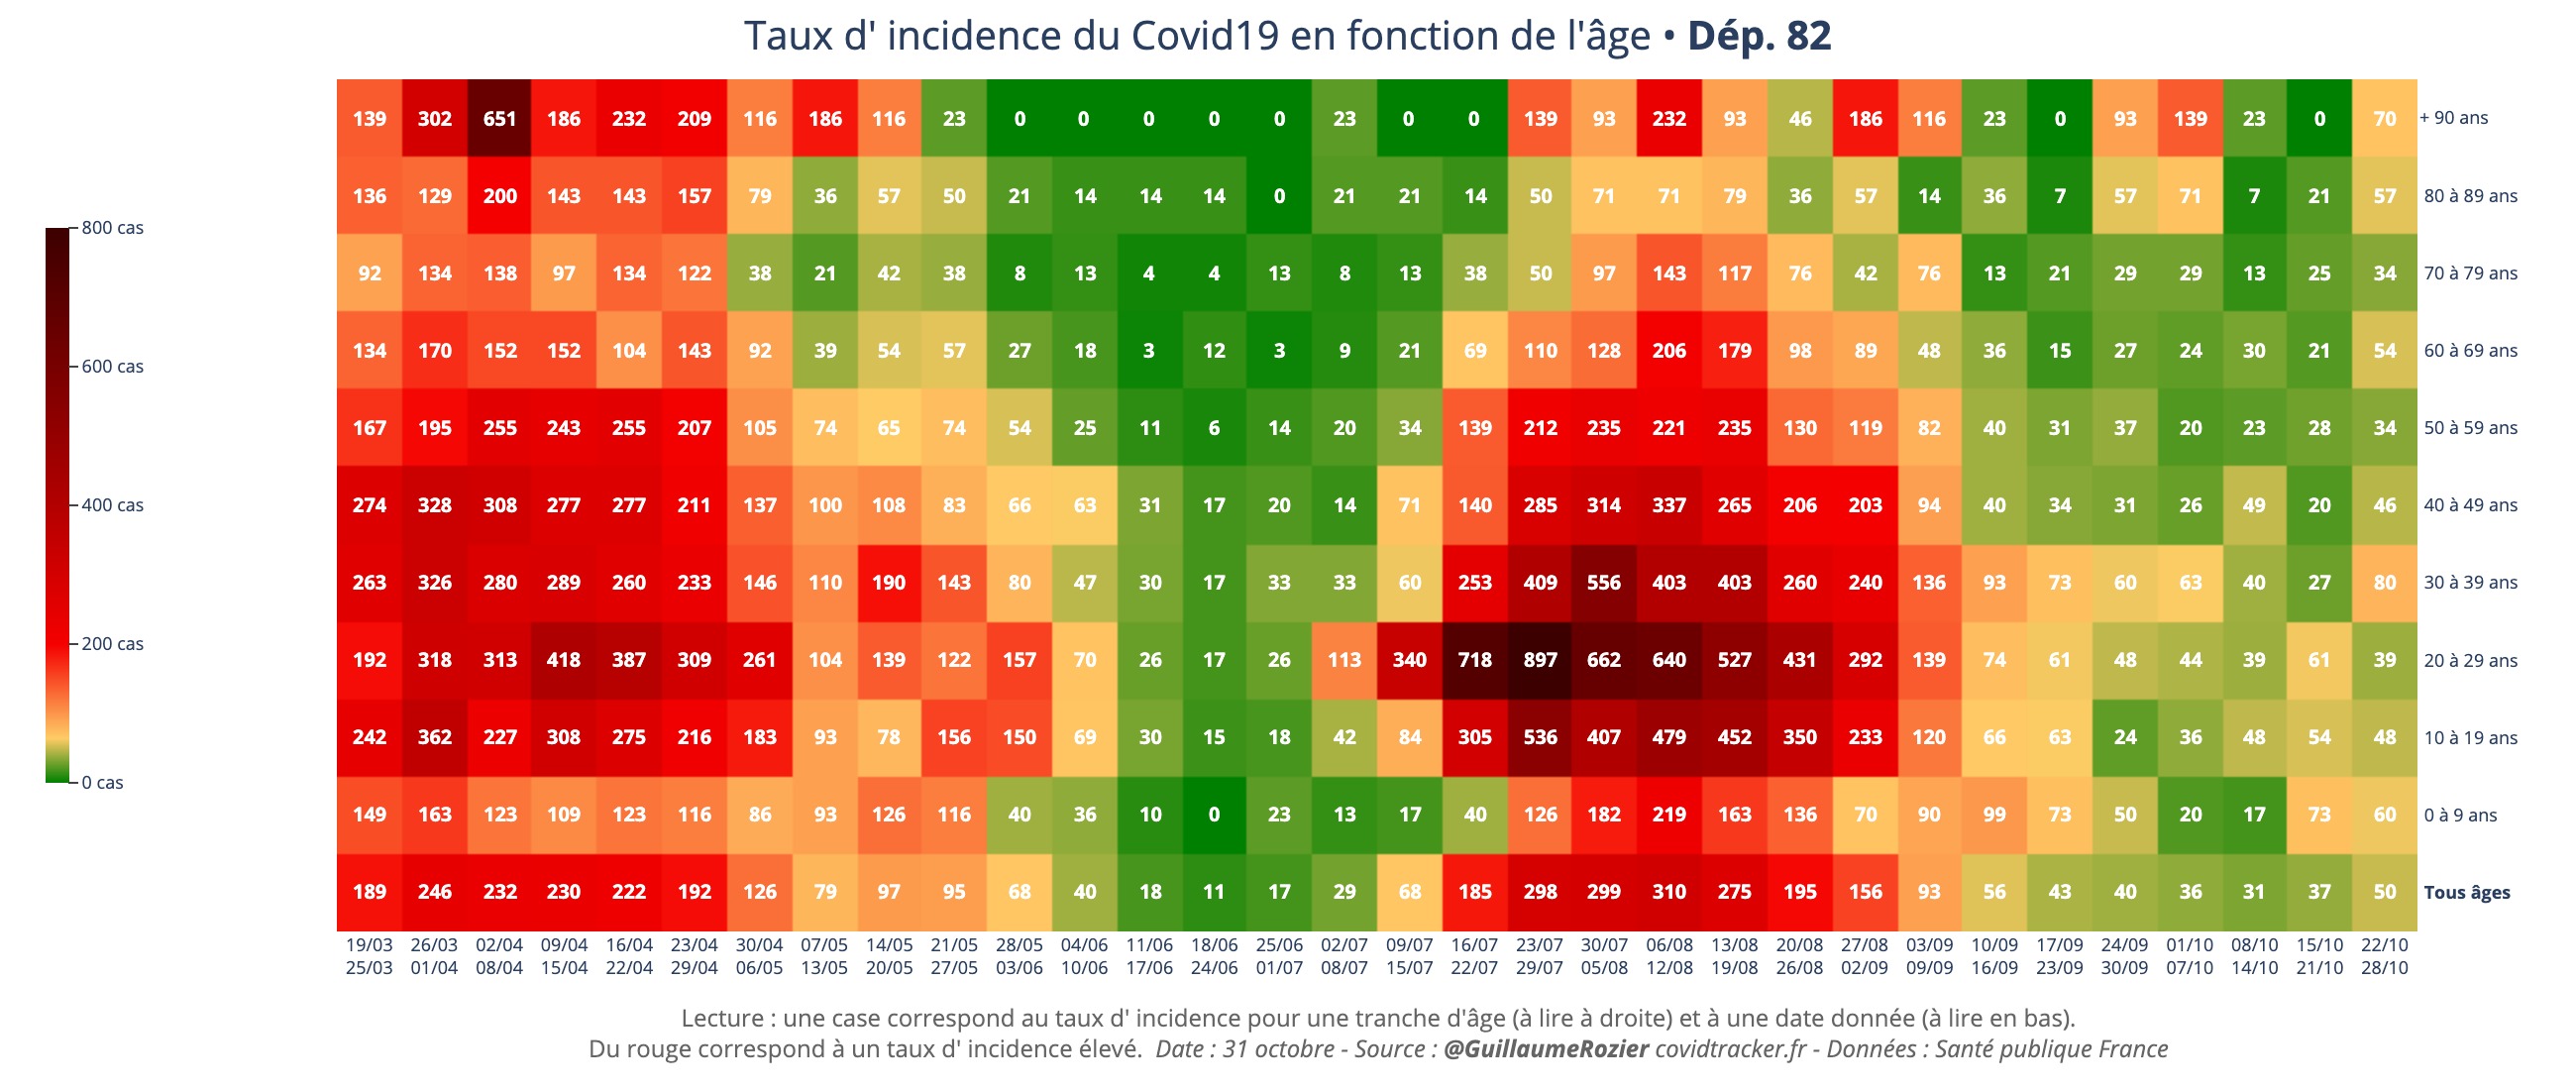 Taux d' incidence du Covid19 en fonction de l'âge • Dép. 82
139 302 651 186 232 209 116 186 116 23 0 0 0 0 0 23 0 0 139 93 232 93 46 186 116 23 0 93 139 23 0 70 + 90 ans
136 129 200 143 143 157 79 36 57 50 21 14 14 14 0 21 21 14 50 71 71 79 36 57 14 36 7 57 71 7 21 57 80 à 89 ans
800 cas
92 134 138 97 134 122 38 21 42 38 8 13 4 4 13 8 13 38 50 97 143 117 76 42 76 13 21 29 29 13 25 34 70 à 79 ans
134 170 152 152 104 143 92 39 54 57 27 18 3 12 3 9 21 69 110 128 206 179 98 89 48 36 15 27 24 30 21 54 60 à 69 ans
600 cas
167 195 255 243 255 207 105 74 65 74 54 25 11 6 14 20 34 139 212 235 221 235 130 119 82 40 31 37 20 23 28 34 50 à 59 ans
400 cas
274 328 308 277 277 211 137 100 108 83 66 63 31 17 20 14 71 140 285 314 337 265 206 203 94 40 34 31 26 49 20 46 40 à 49 ans
263 326 280 289 260 233 146 110 190 143 80 47 30 17 33 33 60 253 409 556 403 403 260 240 136 93 73 60 63 40 27 80 30 à 39 ans
200 cas
192 318 313 418 387 309 261 104 139 122 157 70 26 17 26 113 340 718 897 662 640 527 431 292 139 74 61 48 44 39 61 39 20 à 29 ans
242 362 227 308 275 216 183 93 78 156 150 69 30 15 18 42 84 305 536 407 479 452 350 233 120 66 63 24 36 48 54 48 10 à 19 ans
0 cas
149 163 123 109 123 116 86 93 126 116 40 36 10 0 23 13 17 40 126 182 219 163 136 70 90 99 73 50 20 17 73 60 0 à 9 ans
189 246 232 230 222 192 126 79 97 95 68 40 18 11 17 29 68 185 298 299 310 275 195 156 93 56 43 40 36 31 37 50 Tous âges
19/03 26/03 02/04 09/04 16/04 23/04 30/04 07/05 14/05 21/05 28/05 04/06 11/06 18/06 25/06 02/07 09/07 16/07 23/07 30/07 06/08 13/08 20/08 27/08 03/09 10/09 17/09 24/09 01/10 08/10 15/10 22/10
25/03 01/04 08/04 15/04 22/04 29/04 06/05 13/05 20/05 27/05 03/06 10/06 17/06 24/06 01/07 08/07 15/07 22/07 29/07 05/08 12/08 19/08 26/08 02/09 09/09 16/09 23/09 30/09 07/10 14/10 21/10 28/10
Lecture : une case correspond au taux d' incidence pour une tranche d'âge (à lire à droite) et à une date donnée (à lire en bas).
Du rouge correspond à un taux d' incidence élevé. Date : 31 octobre - Source : @GuillaumeRozier covidtracker.fr - Données : Santé publique France